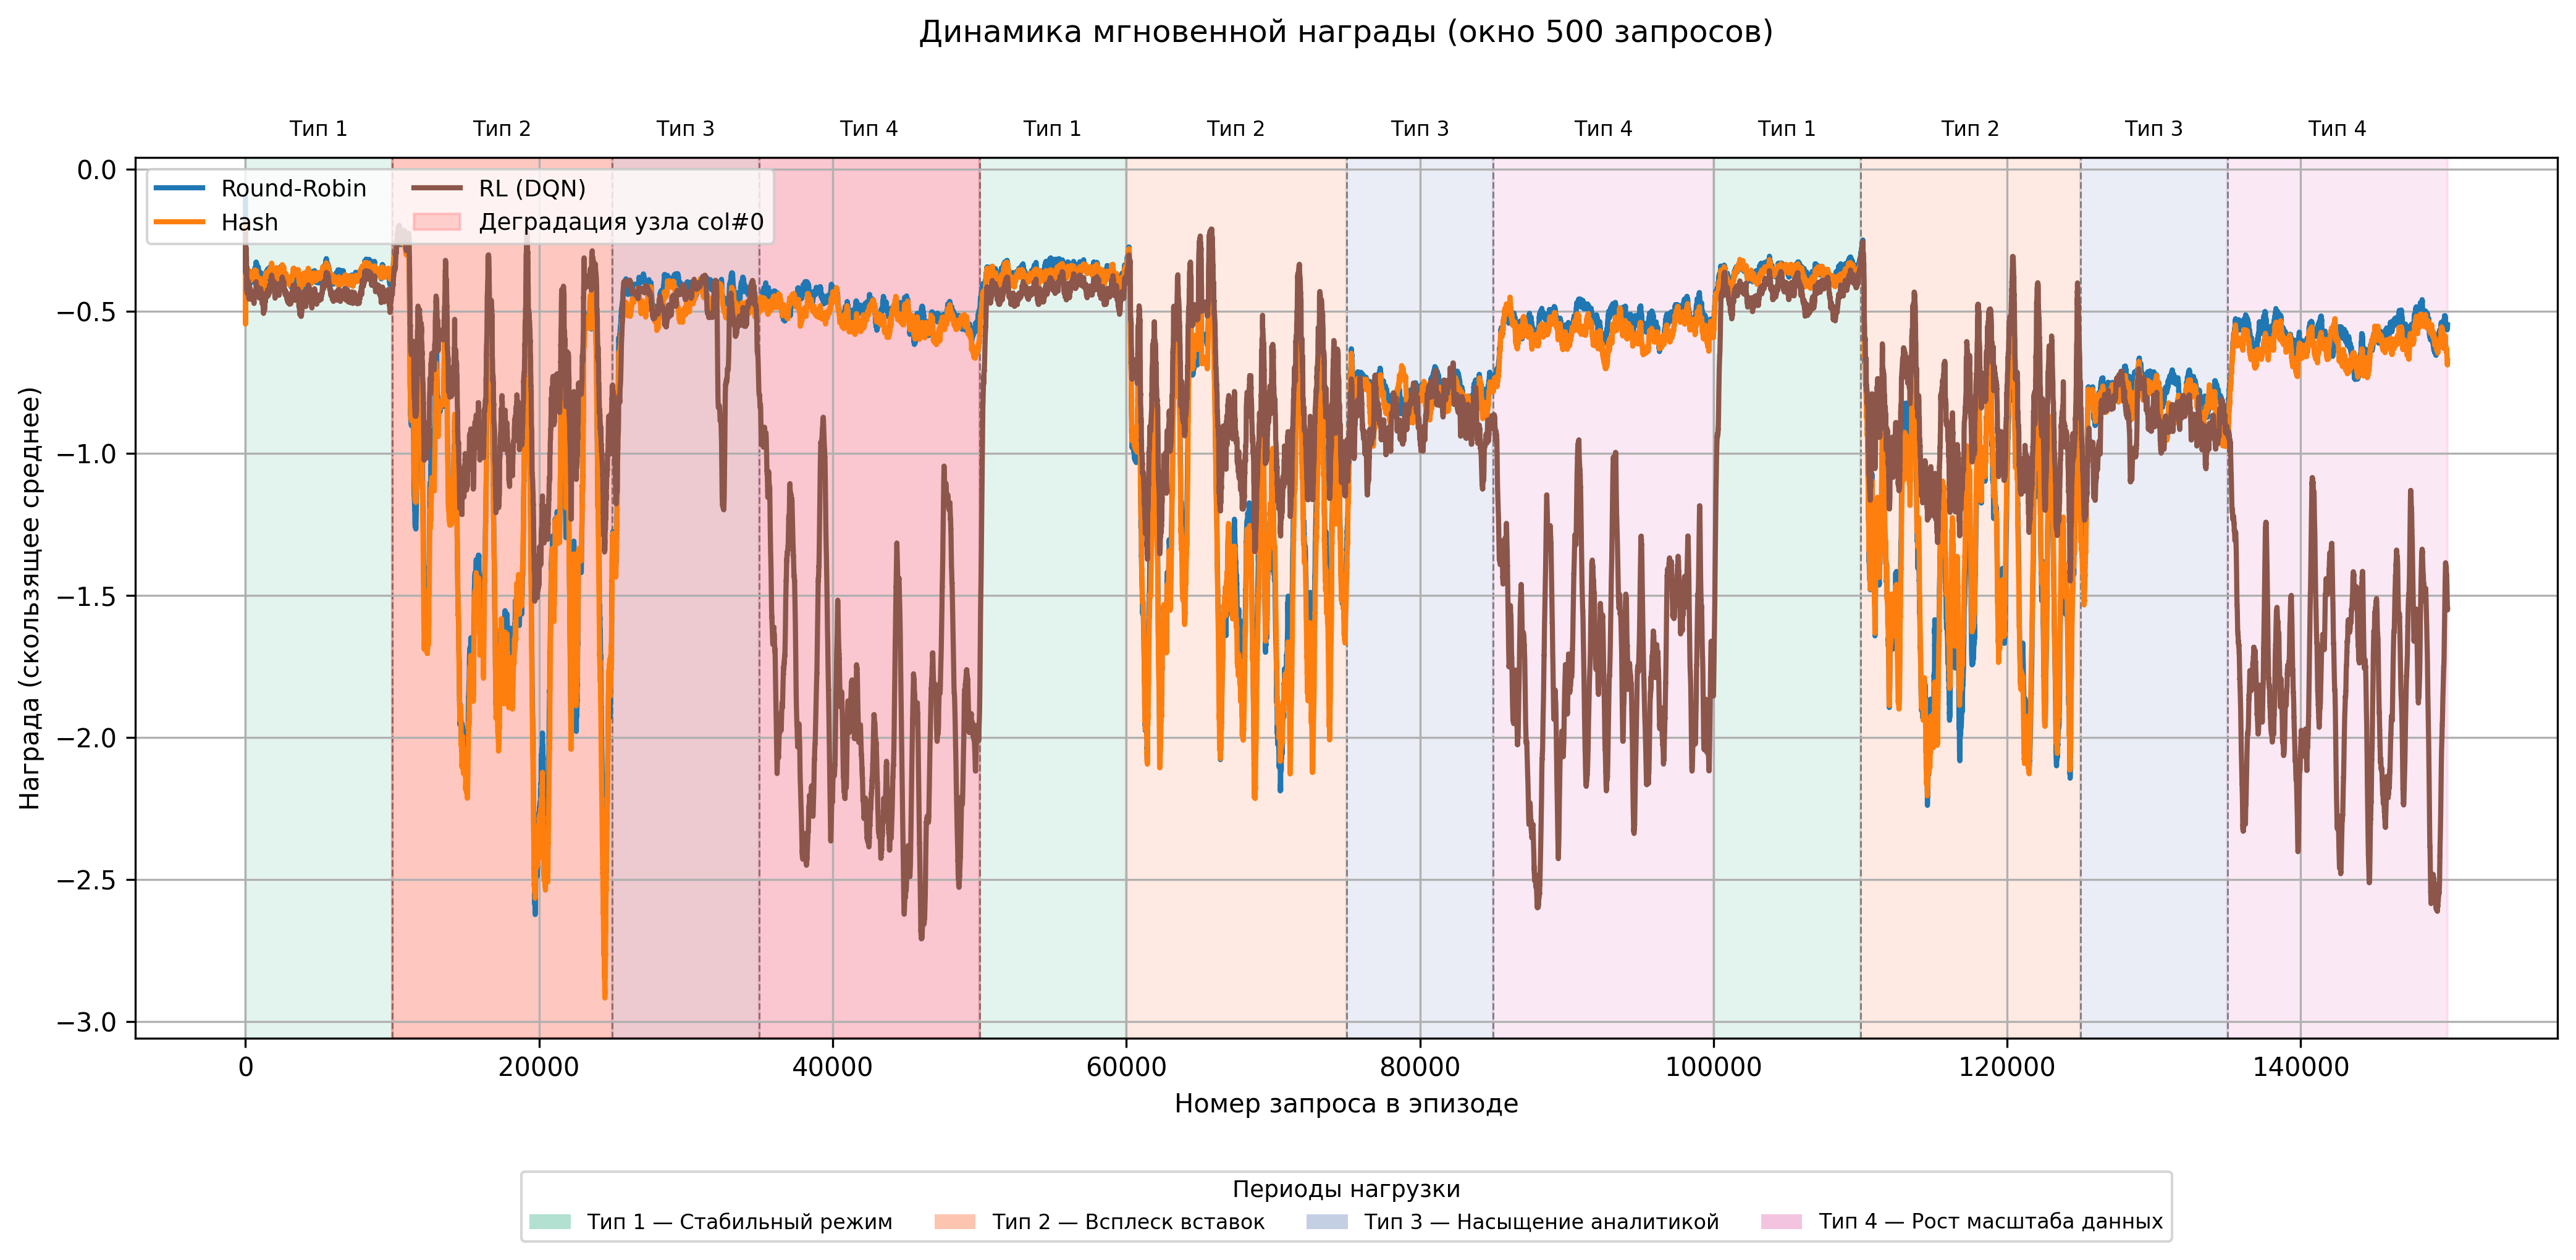 Динамика мгновенной награды (окно 500 запросов)
Тип 1 Тип 2 Тип 3 Тип 4 Тип 1 Тип 2 Тип 3 Тип 4 Тип 1 Тип 2 Тип 3 Тип 4
Round-Robin
Hash
RL (DQN)
Деградация узла col#0
Награда (скользящее среднее)
0.0
−0.5
−1.0
−1.5
−2.0
−2.5
−3.0
0 20000 40000 60000 80000 100000 120000 140000
Номер запроса в эпизоде
Периоды нагрузки
Тип 1 — Стабильный режим Тип 2 — Всплеск вставок Тип 3 — Насыщение аналитикой Тип 4 — Рост масштаба данных